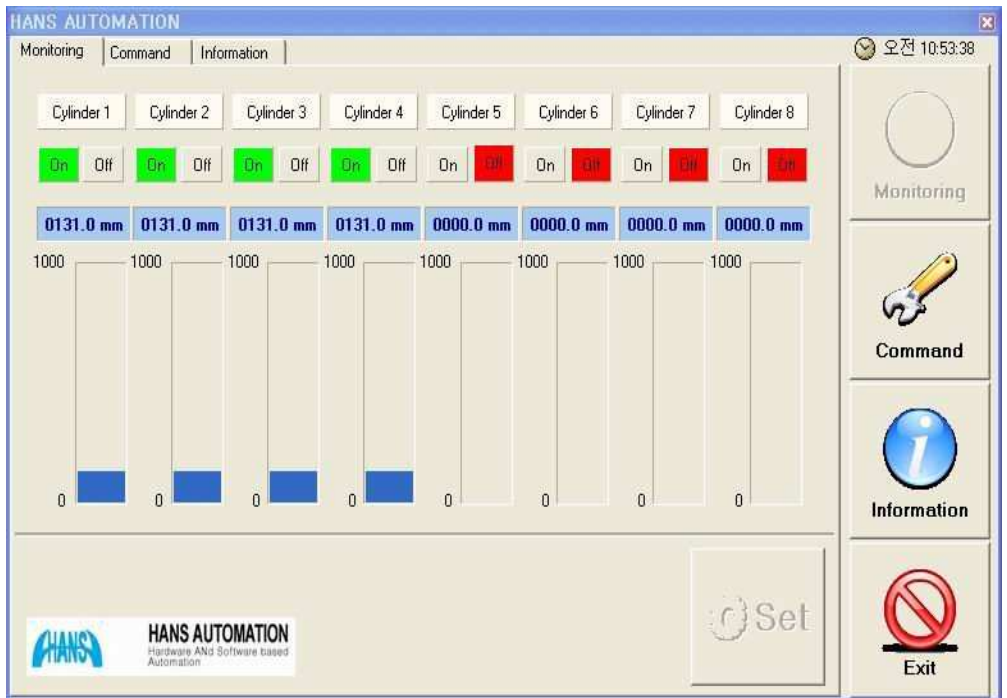 HANS AUTOMATION
Monitoring Command Information
오전 10:53:38
Cylinder 1 Cylinder 2 Cylinder 3 Cylinder 4 Cylinder 5 Cylinder 6 Cylinder 7 Cylinder 8
On Off On Off On Off On Off On Off On Off On Off On Off
0131.0 mm 0131.0 mm 0131.0 mm 0131.0 mm 0000.0 mm 0000.0 mm 0000.0 mm 0000.0 mm
1000 1000 1000 1000 1000 1000 1000 1000
0 0 0 0 0 0 0 0
Monitoring
Command
Information
Exit
Set
HANS
HANS AUTOMATION
Hardware ANd Software based
Automation